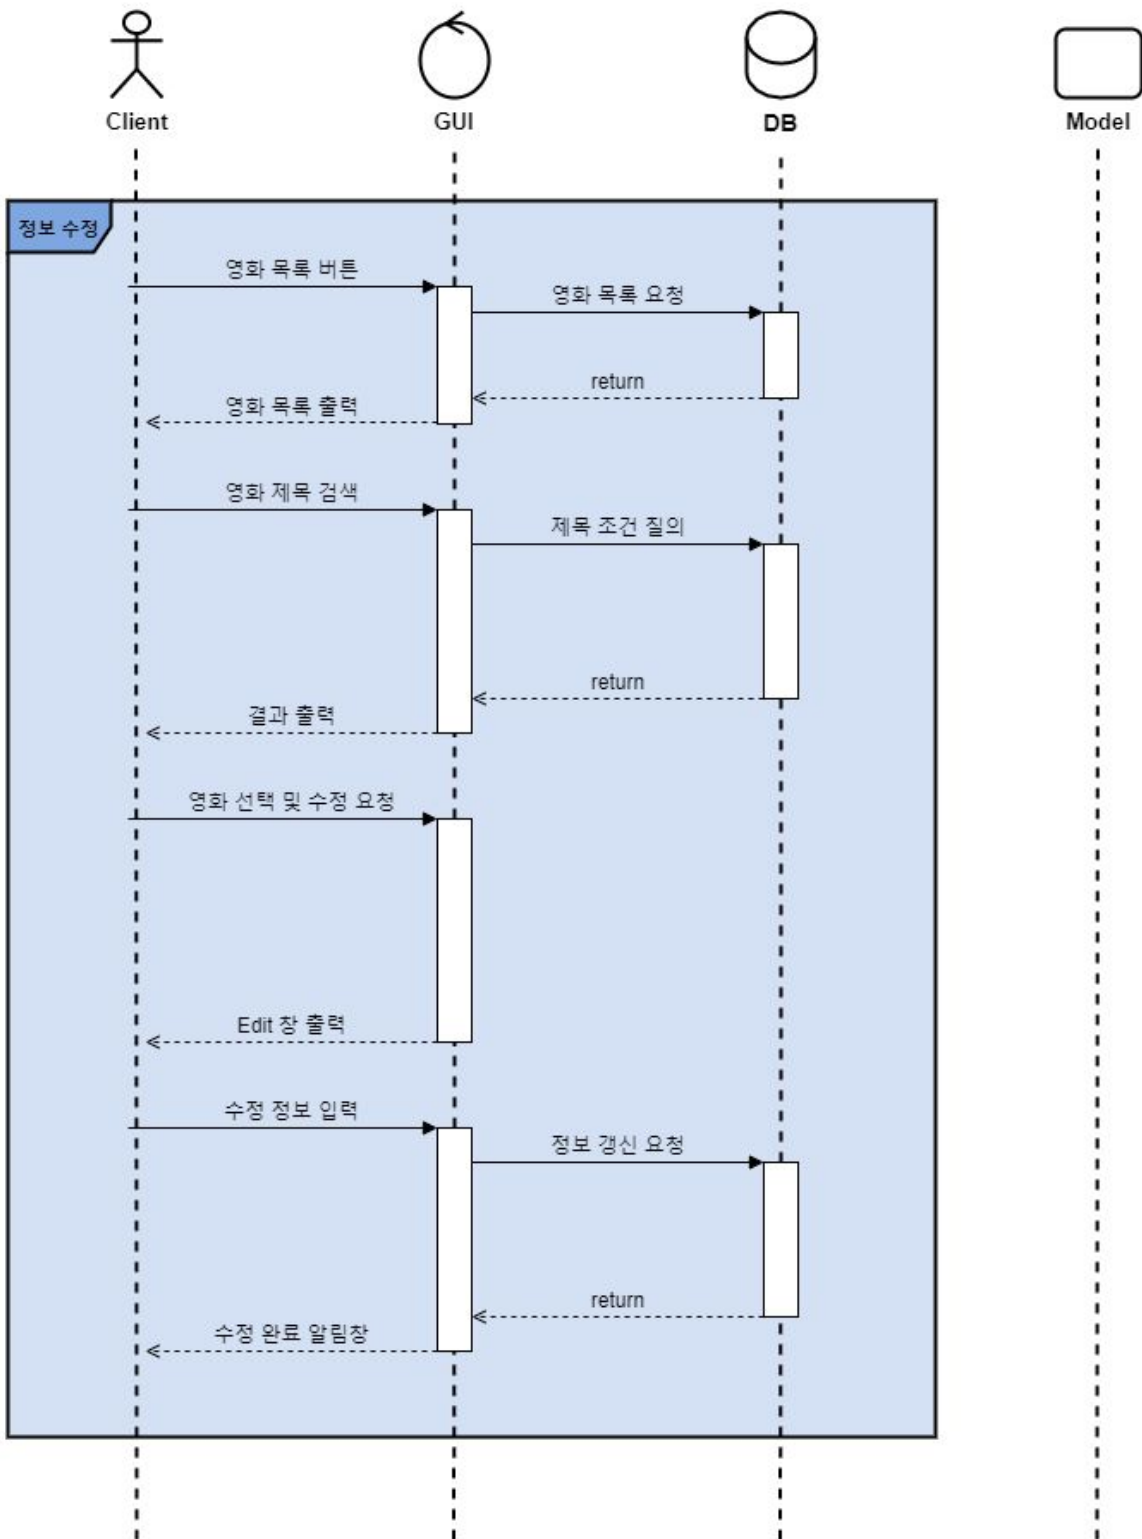 Client
GUI
DB
Model
정보 수정
영화 목록 버튼
영화 목록 요청
return
영화 목록 출력
영화 제목 검색
제목 조건 질의
return
결과 출력
영화 선택 및 수정 요청
Edit 창 출력
수정 정보 입력
정보 갱신 요청
return
수정 완료 알림창